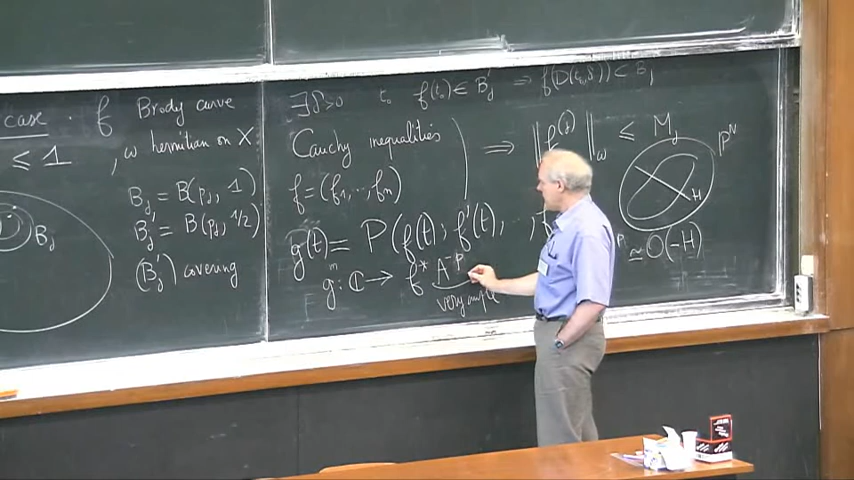 case . f Brody curve
≤ 1 , ω hermitian on X
B_j = B(p_j, 1)
B'_j = B(p_j, 1/2)
(B'_j) covering
B_j
∃δ>0 t_0 f(t_0) ∈ B'_j ⇒ f(D(t_0,δ)) ⊂ B_j
Cauchy inequalities ⇒ ‖f^(j)‖_ω ≤ M_j
f = (f_1, ..., f_n)
g(t) = P(f(t); f'(t), ...,
g : ℂ → f* A^-p
very ample
P^N
H
≃ O(-H)